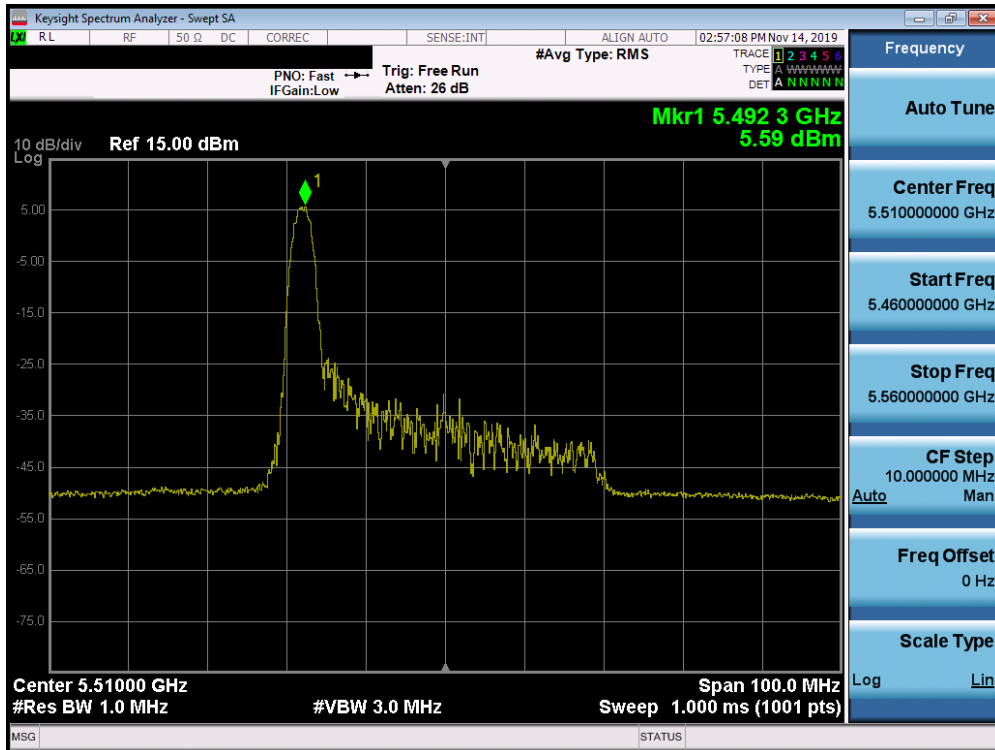 Keysight Spectrum Analyzer - Swept SA
LXI RL RF 50 Ω DC CORREC SENSE:INT ALIGN AUTO 02:57:08 PM Nov 14, 2019
#Avg Type: RMS
TRACE 1 2 3 4 5 6
TYPE A WWWWW
DET A N N N N N
PNO: Fast
IFGain:Low
Trig: Free Run
Atten: 26 dB
Mkr1 5.492 3 GHz
5.59 dBm
10 dB/div Ref 15.00 dBm
Log
1
5.00
-5.00
-15.0
-25.0
-35.0
-45.0
-55.0
-65.0
-75.0
Center 5.51000 GHz
Span 100.0 MHz
#Res BW 1.0 MHz
#VBW 3.0 MHz
Sweep 1.000 ms (1001 pts)
MSG
STATUS
Frequency
Auto Tune
Center Freq
5.510000000 GHz
Start Freq
5.460000000 GHz
Stop Freq
5.560000000 GHz
CF Step
10.000000 MHz
Auto Man
Freq Offset
0 Hz
Scale Type
Log Lin